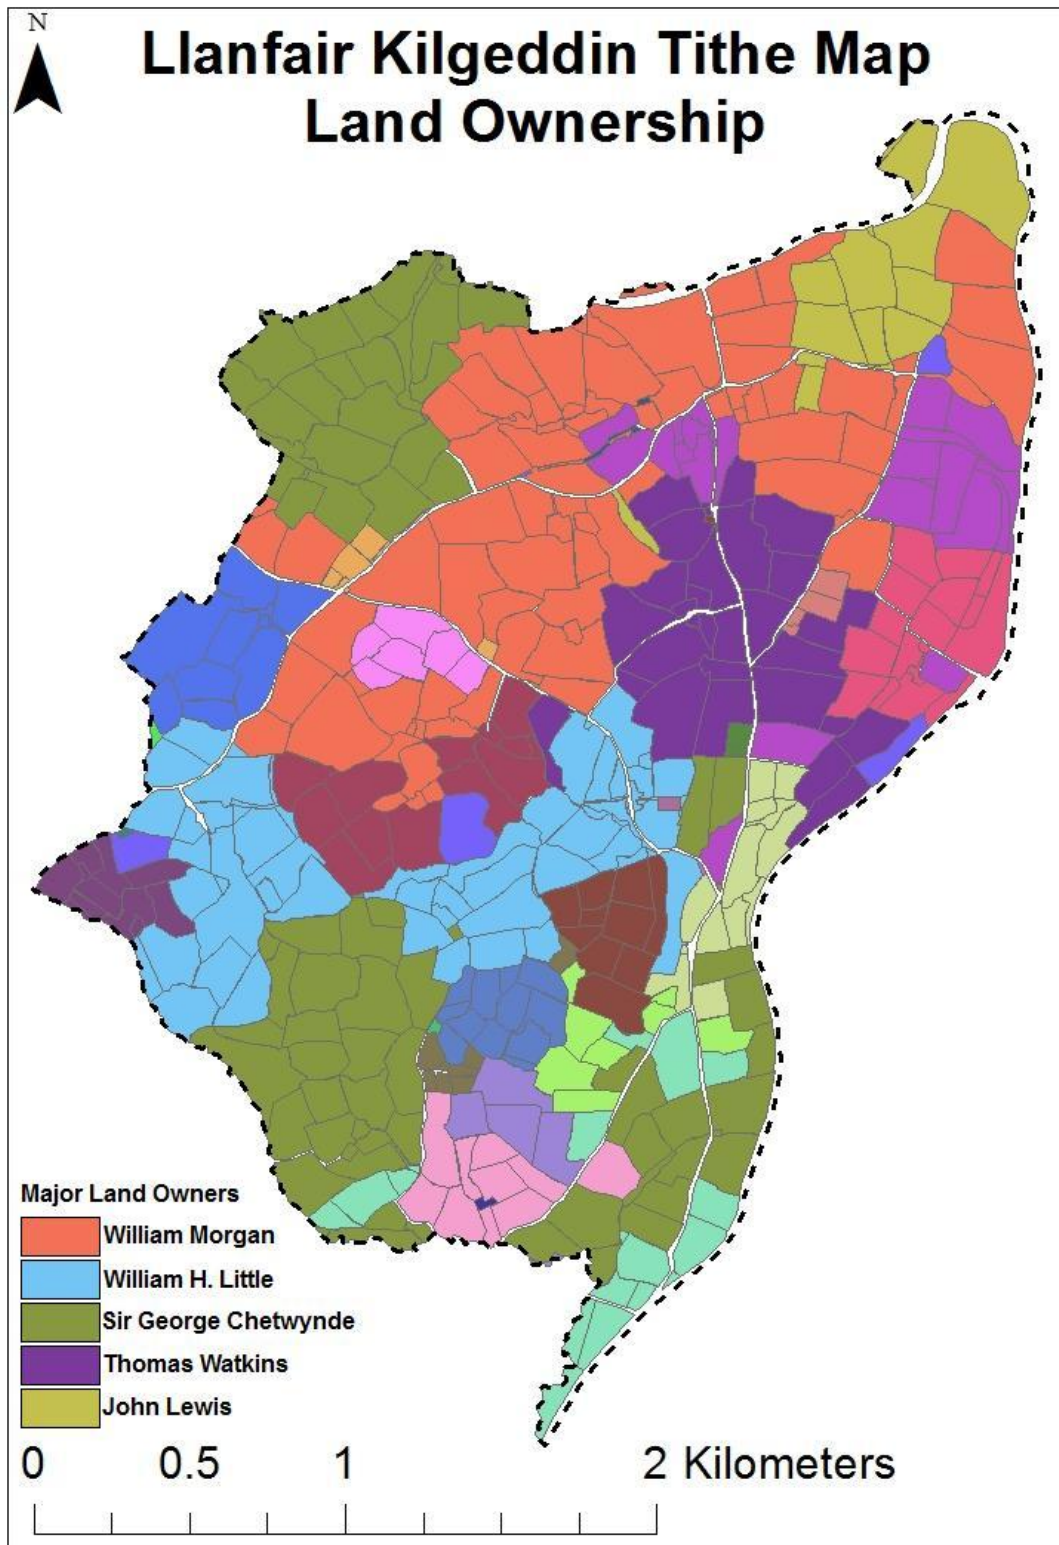 N
Llanfair Kilgeddin Tithe Map
Land Ownership
Major Land Owners
William Morgan
William H. Little
Sir George Chetwynde
Thomas Watkins
John Lewis
0 0.5 1 2 Kilometers